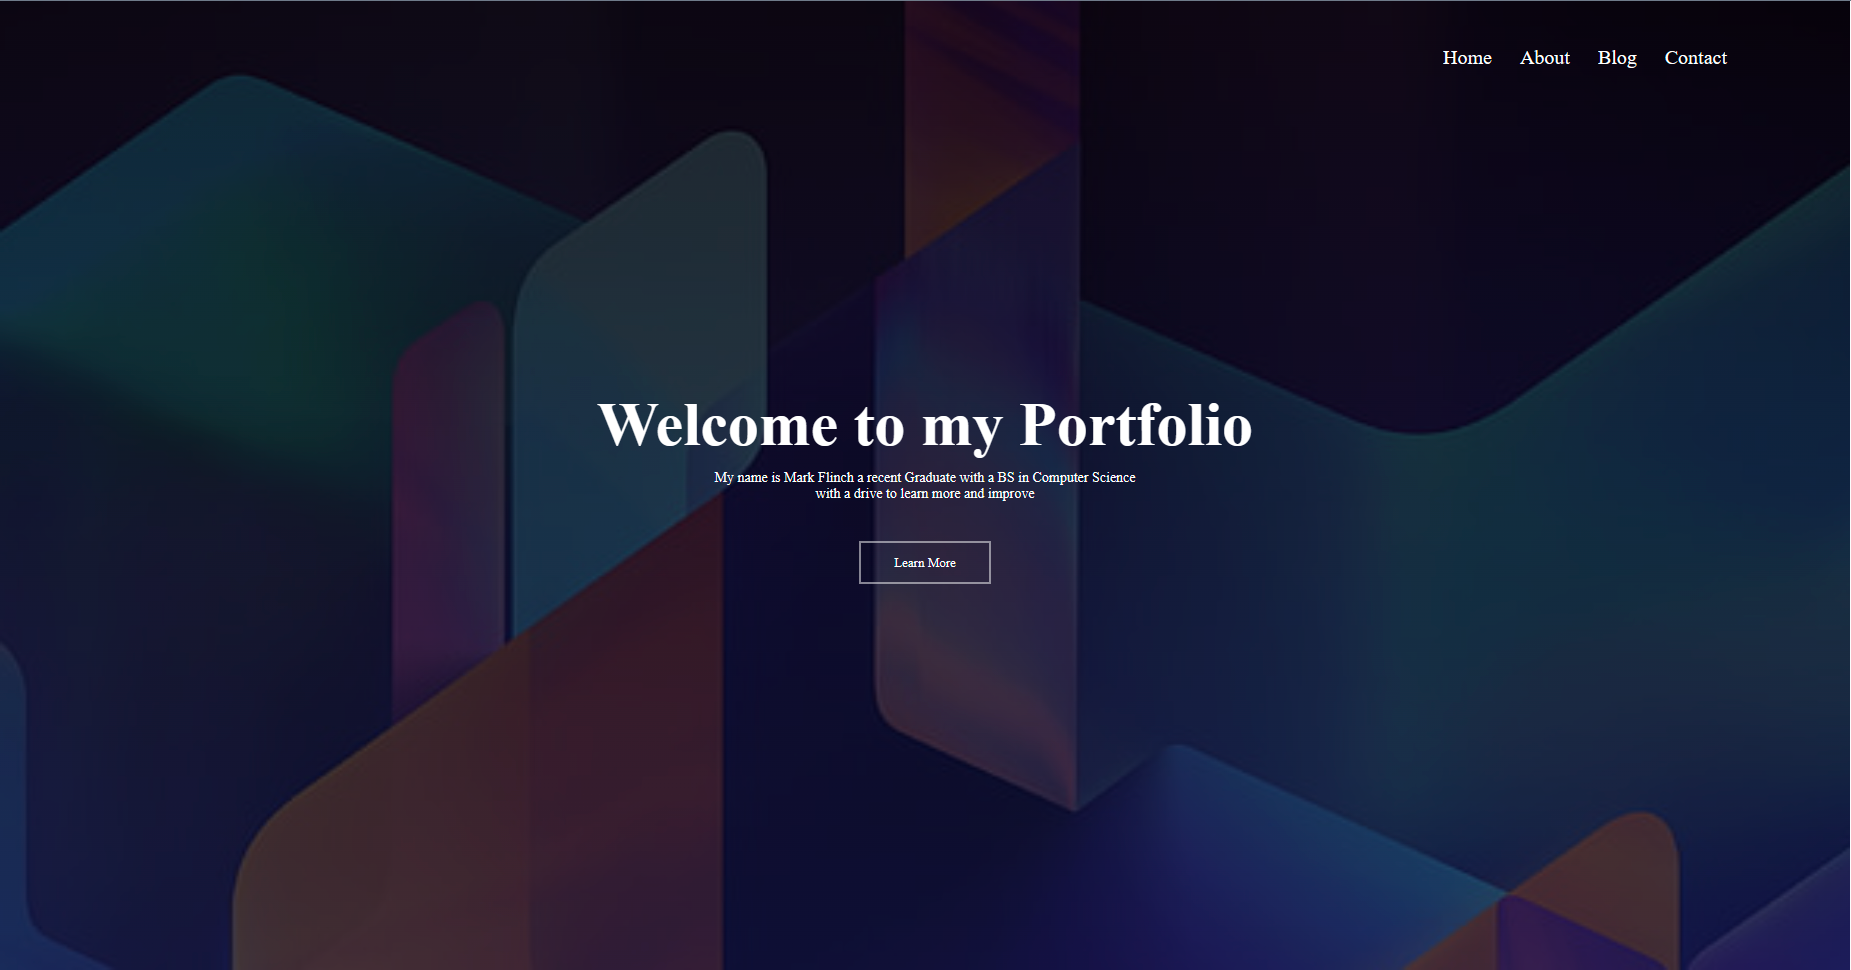 Home About Blog Contact
Welcome to my Portfolio
My name is Mark Flinch a recent Graduate with a BS in Computer Science
with a drive to learn more and improve
Learn More